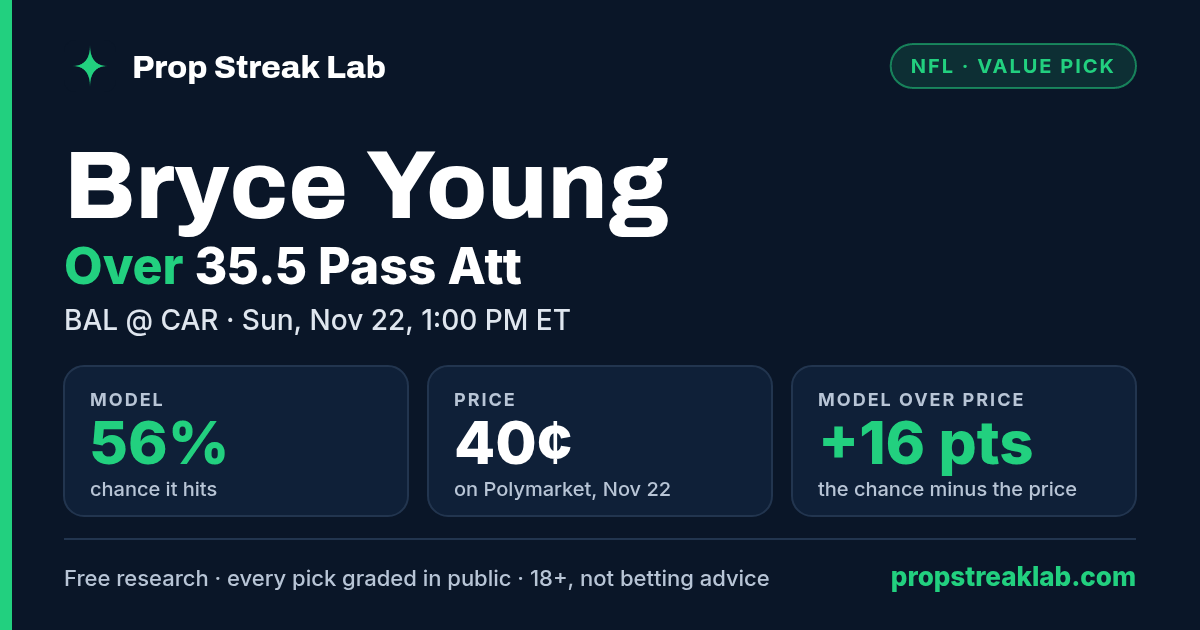 Prop Streak Lab
NFL · VALUE PICK
Bryce Young
Over 35.5 Pass Att
BAL @ CAR · Sun, Nov 22, 1:00 PM ET
MODEL
56%
chance it hits
PRICE
40¢
on Polymarket, Nov 22
MODEL OVER PRICE
+16 pts
the chance minus the price
Free research · every pick graded in public · 18+, not betting advice
propstreaklab.com